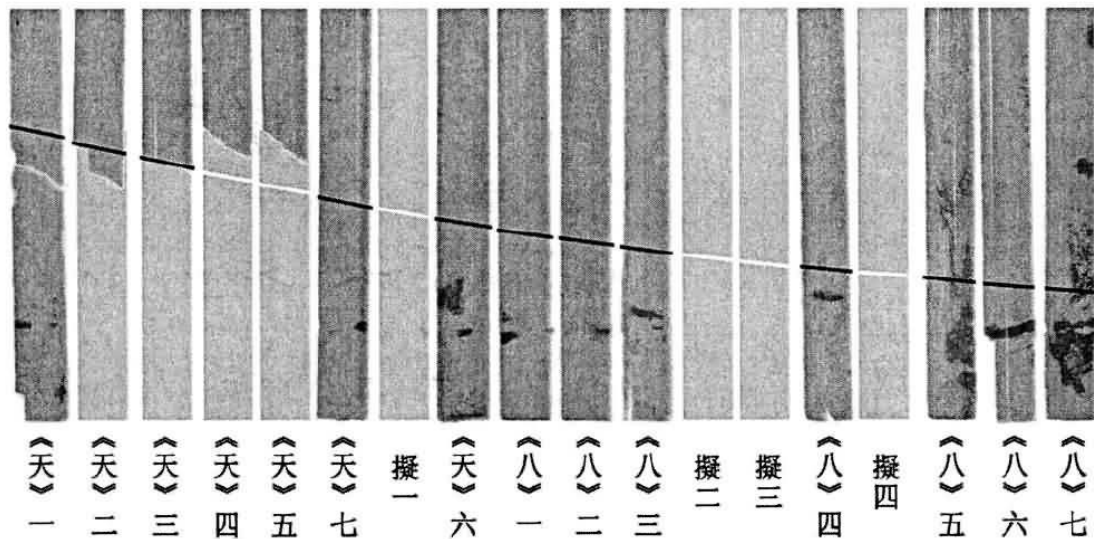 《天》一
《天》二
《天》三
《天》四
《天》五
《天》七
擬一
《天》六
《八》一
《八》二
《八》三
擬二
擬三
《八》四
擬四
《八》五
《八》六
《八》七